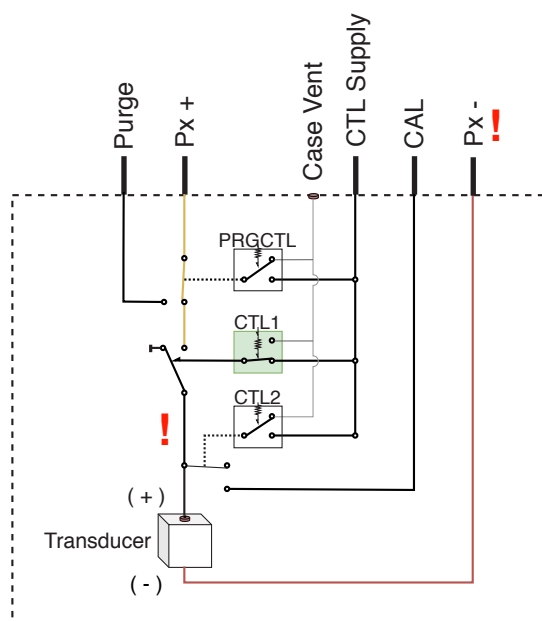 Purge
Px +
Case Vent
CTL Supply
CAL
Px -
!
PRGCTL
CTL1
CTL2
!
( + )
Transducer
( - )